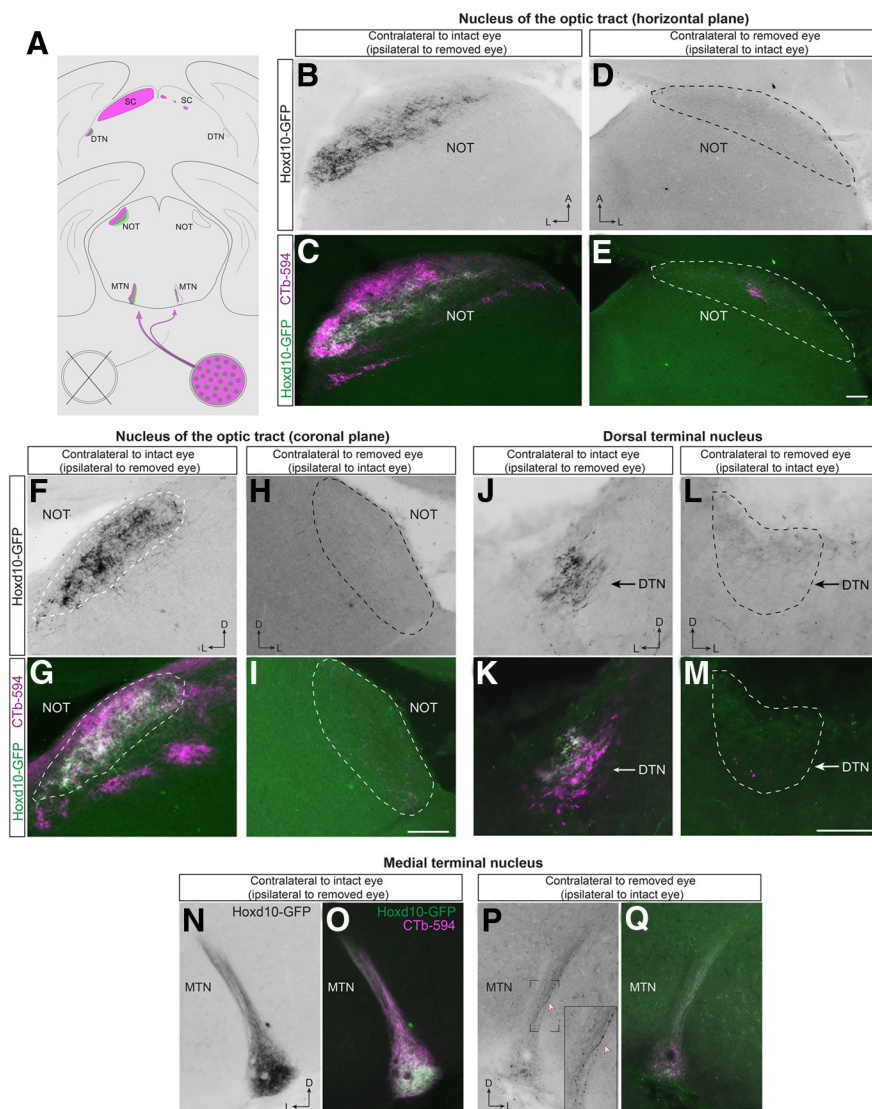 A
SC
SC
DTN
DTN
NOT
NOT
MTN
MTN
Nucleus of the optic tract (horizontal plane)
Contralateral to intact eye
(ipsilateral to removed eye)
Contralateral to removed eye
(ipsilateral to intact eye)
Hoxd10-GFP
B
NOT
A
L
D
NOT
A
L
Hoxd10-GFP CTb-594
C
NOT
E
NOT
Nucleus of the optic tract (coronal plane)
Contralateral to intact eye
(ipsilateral to removed eye)
Contralateral to removed eye
(ipsilateral to intact eye)
Dorsal terminal nucleus
Contralateral to intact eye
(ipsilateral to removed eye)
Contralateral to removed eye
(ipsilateral to intact eye)
Hoxd10-GFP
F
NOT
D
L
H
NOT
D
L
J
DTN
D
L
L
DTN
D
L
Hoxd10-GFP CTb-594
G
NOT
I
NOT
K
DTN
M
DTN
Medial terminal nucleus
Contralateral to intact eye
(ipsilateral to removed eye)
Contralateral to removed eye
(ipsilateral to intact eye)
N
Hoxd10-GFP
MTN
D
L
O
Hoxd10-GFP
CTb-594
P
MTN
D
L
Q